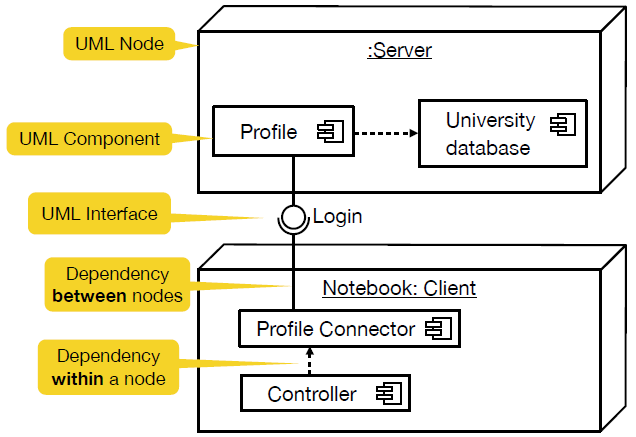 UML Node
:Server
Profile
University
database
UML Component
UML Interface
Login
Dependency
between nodes
Notebook: Client
Profile Connector
Dependency
within a node
Controller